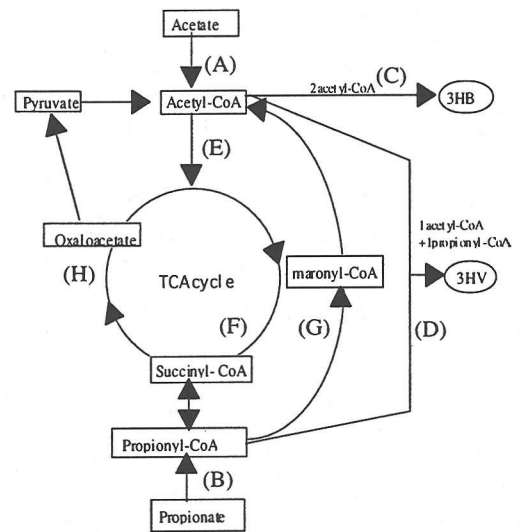 Acetate
(A)
(C)
2acetyl-CoA
Pyruvate
Acetyl-CoA
3HB
(E)
1acetyl-CoA
+1propionyl-CoA
Oxaloacetate
(H)
TCAcycle
maronyl-CoA
3HV
(F)
(G)
(D)
Succinyl-CoA
Propionyl-CoA
(B)
Propionate